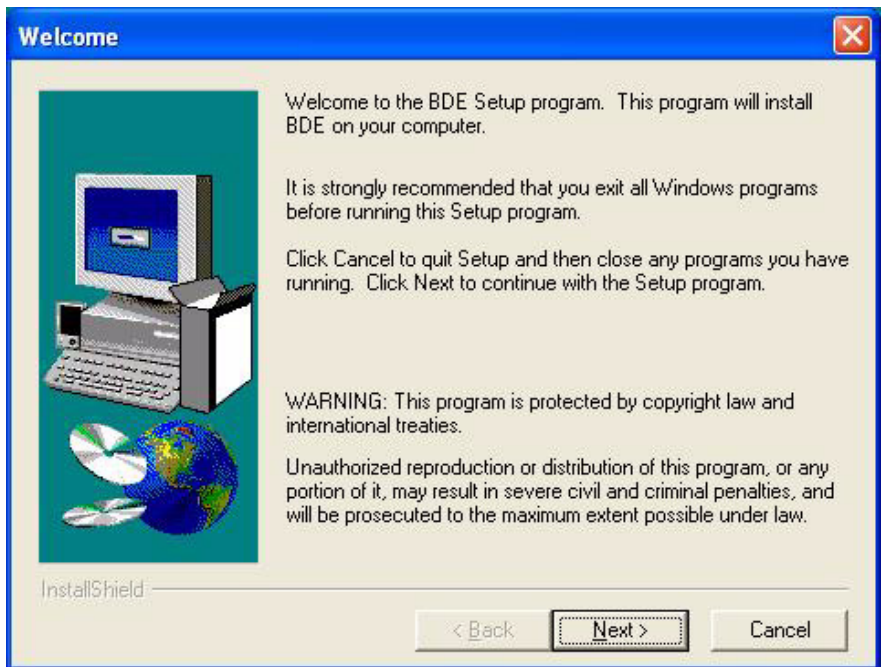 Welcome
Welcome to the BDE Setup program.  This program will install
BDE on your computer.
It is strongly recommended that you exit all Windows programs
before running this Setup program.
Click Cancel to quit Setup and then close any programs you have
running.  Click Next to continue with the Setup program.
WARNING: This program is protected by copyright law and
international treaties.
Unauthorized reproduction or distribution of this program, or any
portion of it, may result in severe civil and criminal penalties, and
will be prosecuted to the maximum extent possible under law.
InstallShield
< Back Next > Cancel